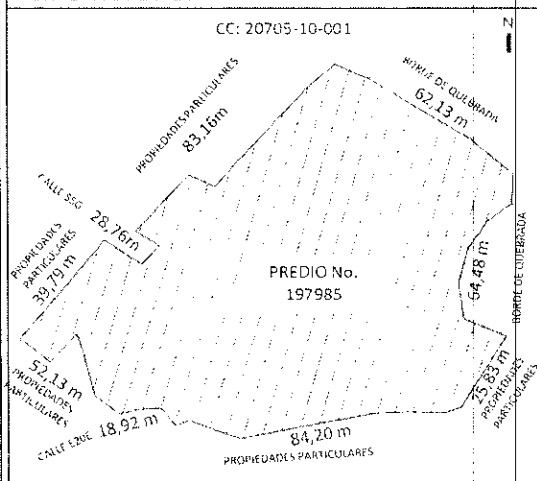 CC: 20705-10-001
N
PROPIEDADES PARTICULARES
83,16m
BORDE DE QUEBRADA
62,13 m
CALLE S5G
28,76m
PROPIEDADES
PARTICULARES
39,79 m
PREDIO No.
197985
64,48 m
BORDE DE QUEBRADA
52,13 m
PROPIEDADES
PARTICULARES
25,83 m
PROPIEDADES
PARTICULARES
CALLE E20E 18,92 m
84,20 m
PROPIEDADES PARTICULARES